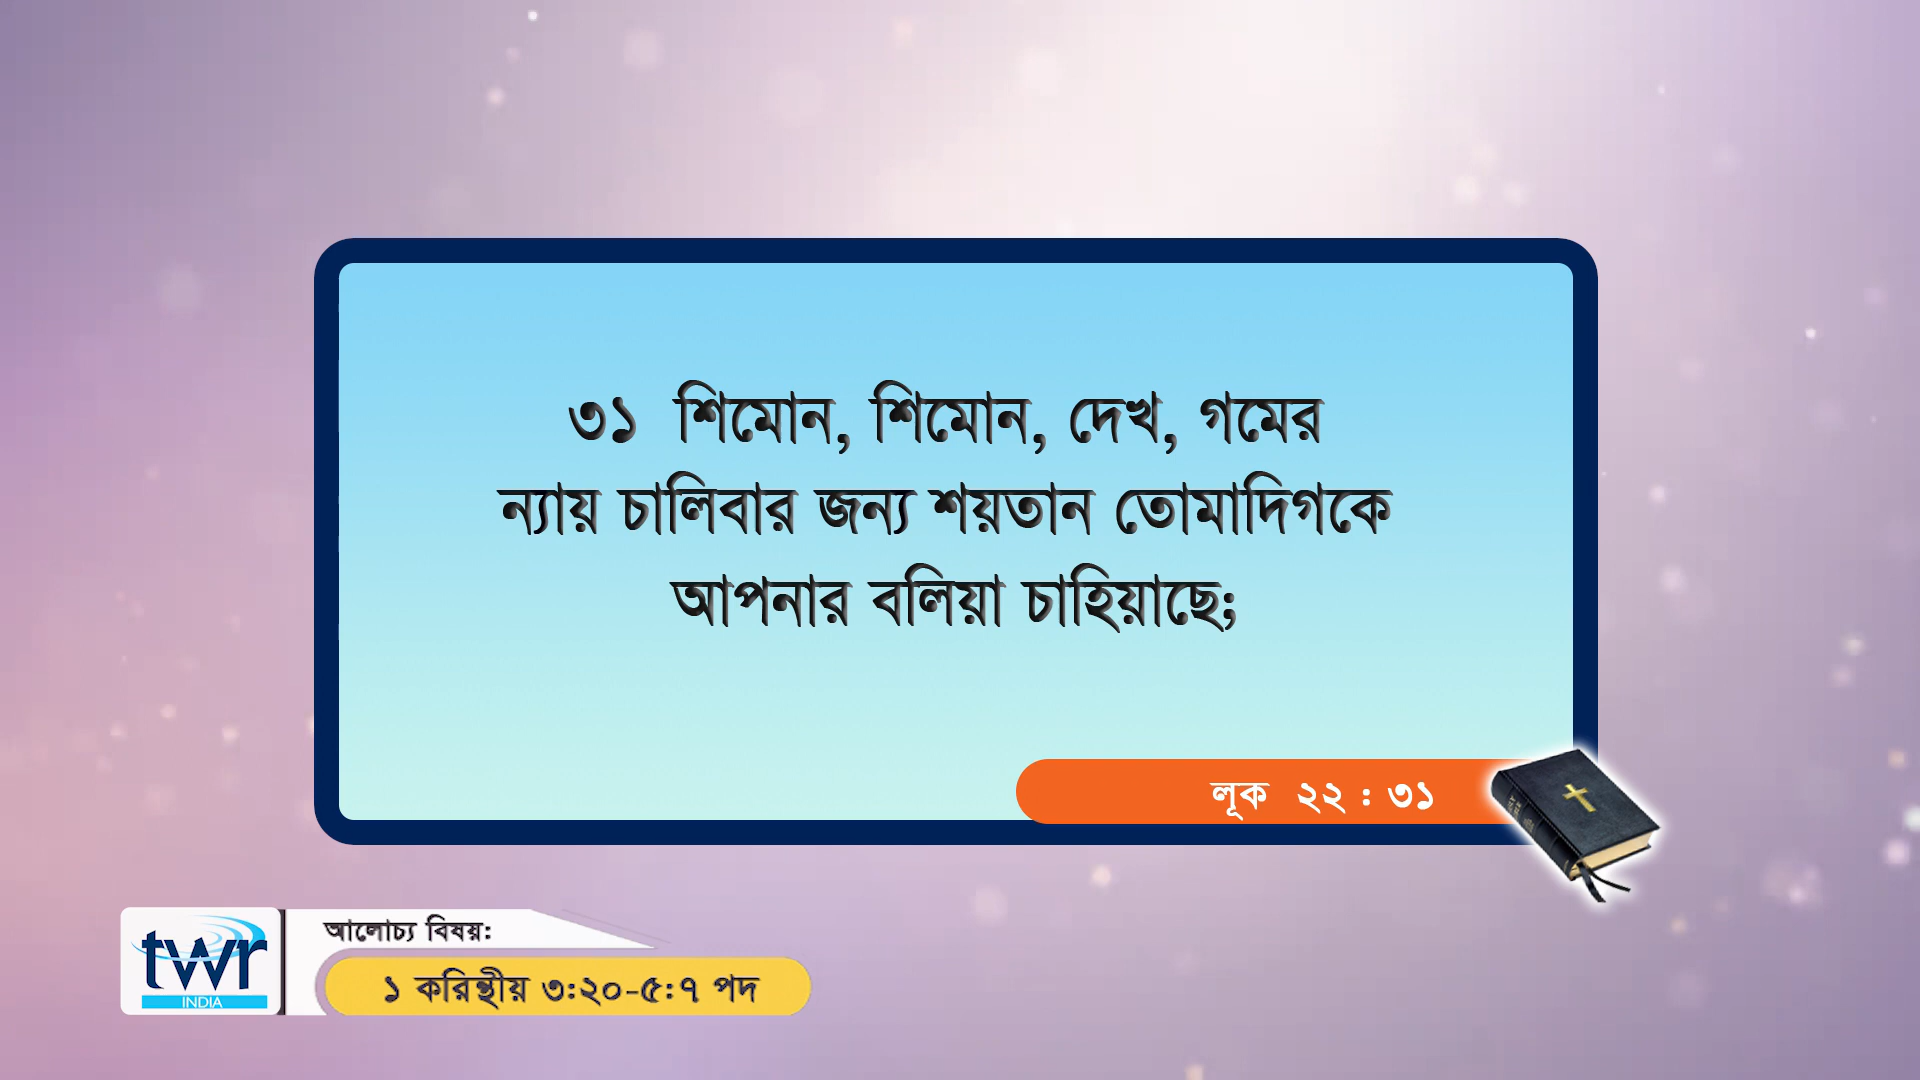 ৩১ শিমোন, শিমোন, দেখ, গমের
ন্যায় চালিবার জন্য শয়তান তোমাদিগকে
আপনার বলিয়া চাহিয়াছে;
লূক ২২ : ৩১
twr
INDIA
আলোচ্য বিষয়:
১ করিন্থীয় ৩:২০-৫:৭ পদ